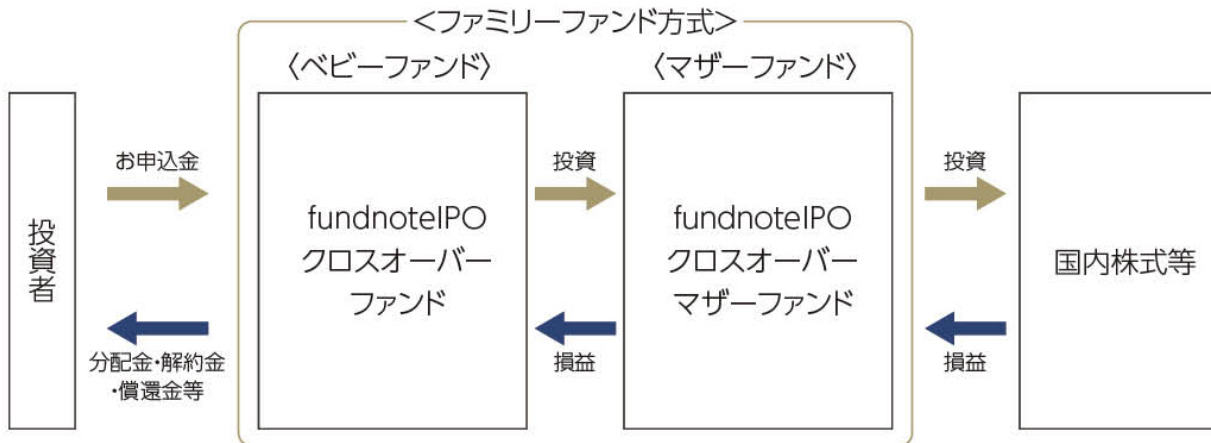 ＜ファミリーファンド方式＞
〈ベビーファンド〉
〈マザーファンド〉
投資者
お申込金
分配金・解約金
・償還金等
fundnoteIPO
クロスオーバー
ファンド
投資
損益
fundnoteIPO
クロスオーバー
マザーファンド
投資
損益
国内株式等